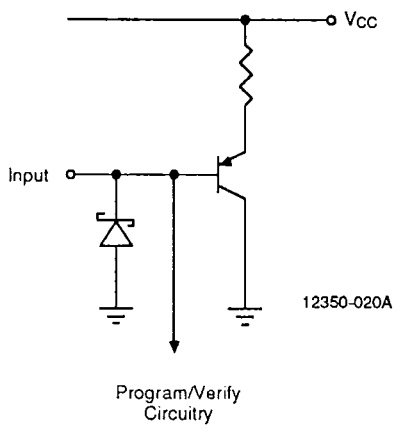 VCC
Input
12350-020A
Program/Verify
Circuitry